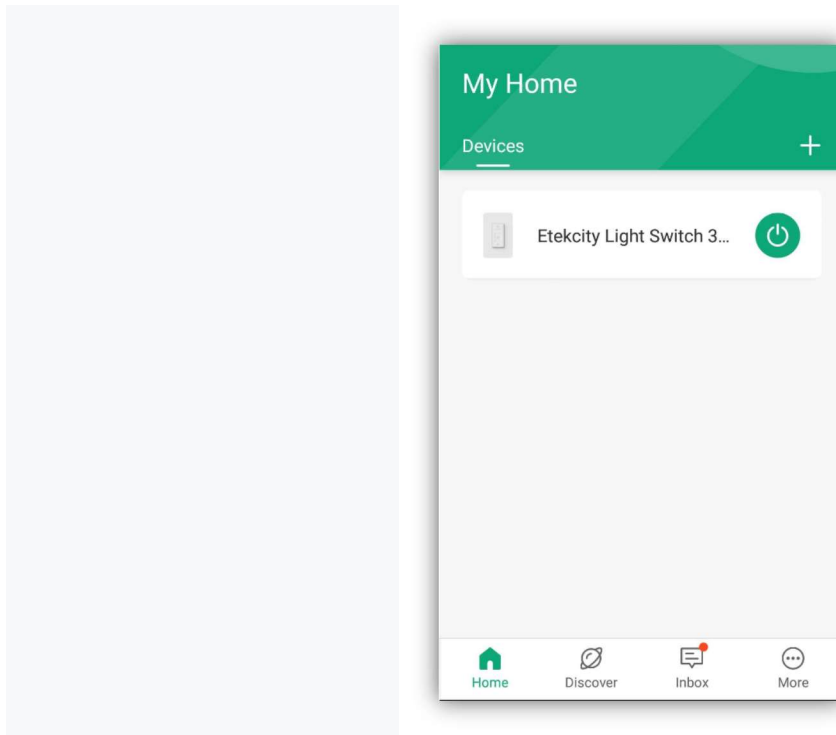 My Home
Devices
Etekcity Light Switch 3...
Home
Discover
Inbox
More